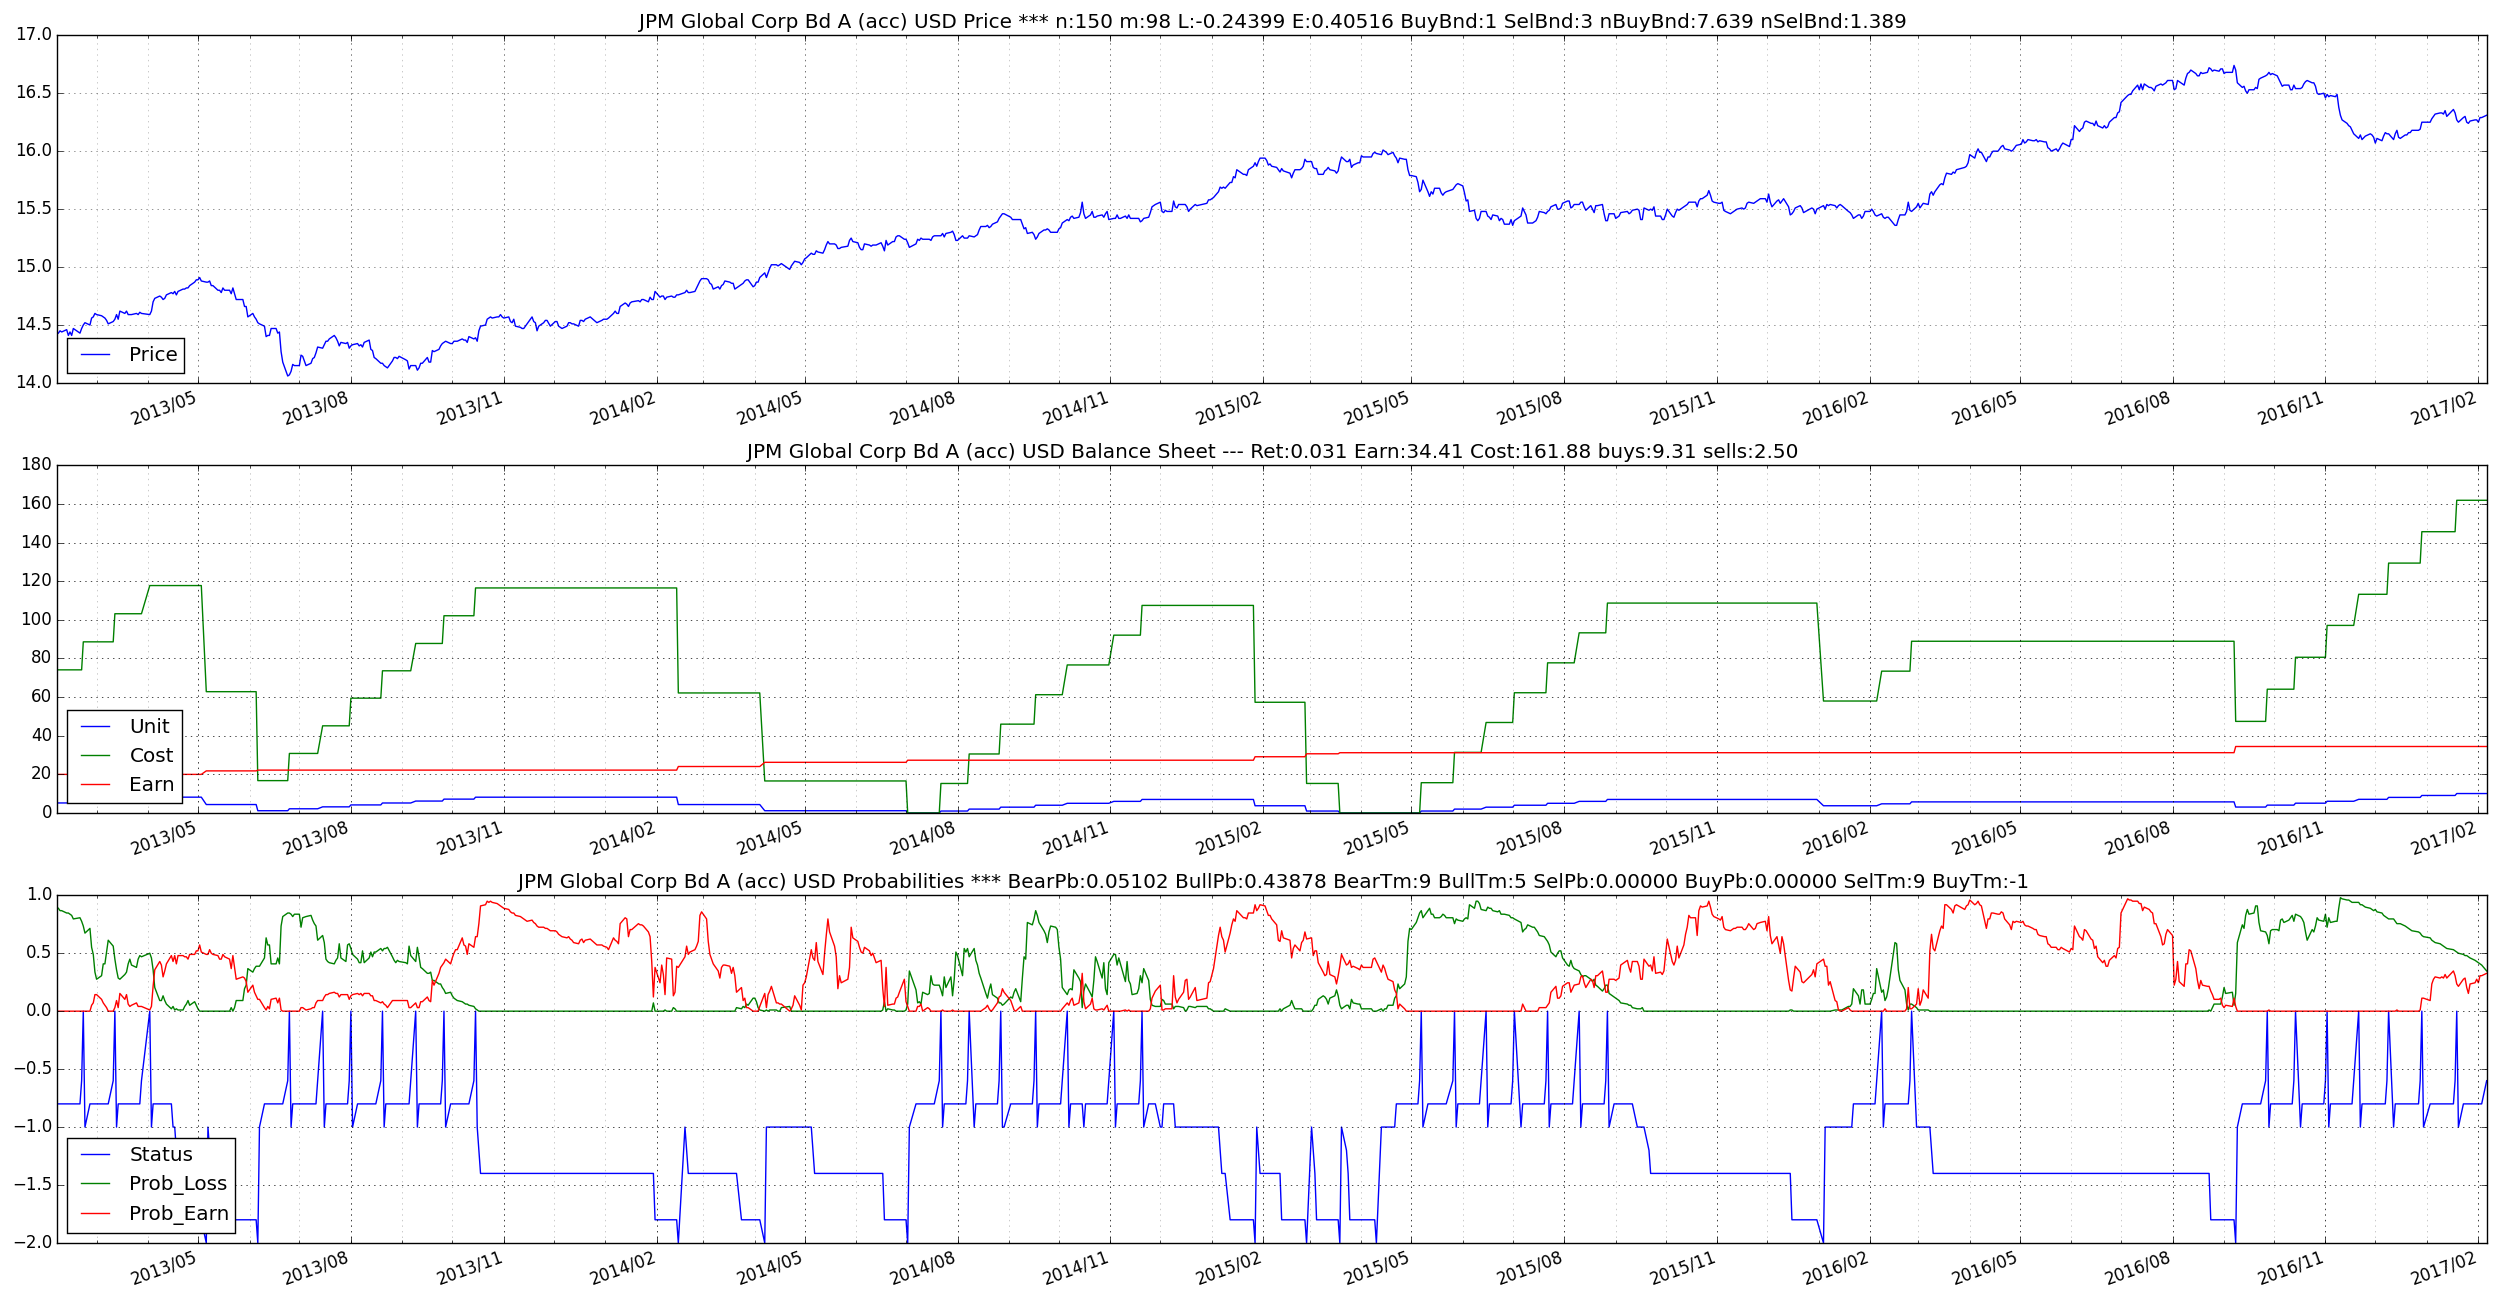 JPM Global Corp Bd A (acc) USD Price *** n:150 m:98 L:-0.24399 E:0.40516 BuyBnd:1 SelBnd:3 nBuyBnd:7.639 nSelBnd:1.389
17.0
16.5
16.0
15.5
15.0
14.5
14.0
Price
2013/05 2013/08 2013/11 2014/02 2014/05 2014/08 2014/11 2015/02 2015/05 2015/08 2015/11 2016/02 2016/05 2016/08 2016/11 2017/02
JPM Global Corp Bd A (acc) USD Balance Sheet --- Ret:0.031 Earn:34.41 Cost:161.88 buys:9.31 sells:2.50
180
160
140
120
100
80
60
40
20
0
Unit
Cost
Earn
2013/05 2013/08 2013/11 2014/02 2014/05 2014/08 2014/11 2015/02 2015/05 2015/08 2015/11 2016/02 2016/05 2016/08 2016/11 2017/02
JPM Global Corp Bd A (acc) USD Probabilities *** BearPb:0.05102 BullPb:0.43878 BearTm:9 BullTm:5 SelPb:0.00000 BuyPb:0.00000 SelTm:9 BuyTm:-1
1.0
0.5
0.0
−0.5
−1.0
−1.5
−2.0
Status
Prob_Loss
Prob_Earn
2013/05 2013/08 2013/11 2014/02 2014/05 2014/08 2014/11 2015/02 2015/05 2015/08 2015/11 2016/02 2016/05 2016/08 2016/11 2017/02